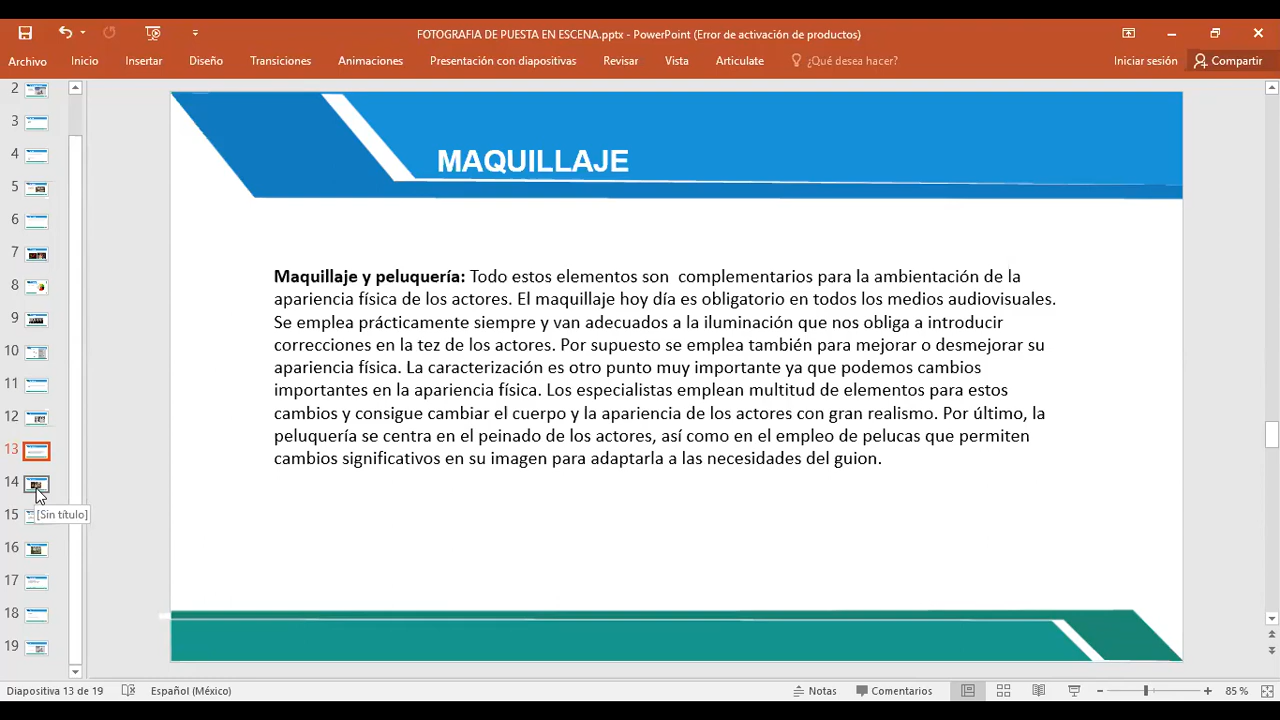 FOTOGRAFIA DE PUESTA EN ESCENA.pptx - PowerPoint (Error de activación de productos)
Archivo Inicio Insertar Diseño Transiciones Animaciones Presentación con diapositivas Revisar Vista Articulate ¿Qué desea hacer? Iniciar sesión Compartir
2
3
4
5
6
7
8
9
10
11
12
13
14
[Sin título]
15
16
17
18
19
MAQUILLAJE
Maquillaje y peluquería: Todo estos elementos son complementarios para la ambientación de la
apariencia física de los actores. El maquillaje hoy día es obligatorio en todos los medios audiovisuales.
Se emplea prácticamente siempre y van adecuados a la iluminación que nos obliga a introducir
correcciones en la tez de los actores. Por supuesto se emplea también para mejorar o desmejorar su
apariencia física. La caracterización es otro punto muy importante ya que podemos cambios
importantes en la apariencia física. Los especialistas emplean multitud de elementos para estos
cambios y consigue cambiar el cuerpo y la apariencia de los actores con gran realismo. Por último, la
peluquería se centra en el peinado de los actores, así como en el empleo de pelucas que permiten
cambios significativos en su imagen para adaptarla a las necesidades del guion.
Diapositiva 13 de 19 Español (México) Notas Comentarios 85 %